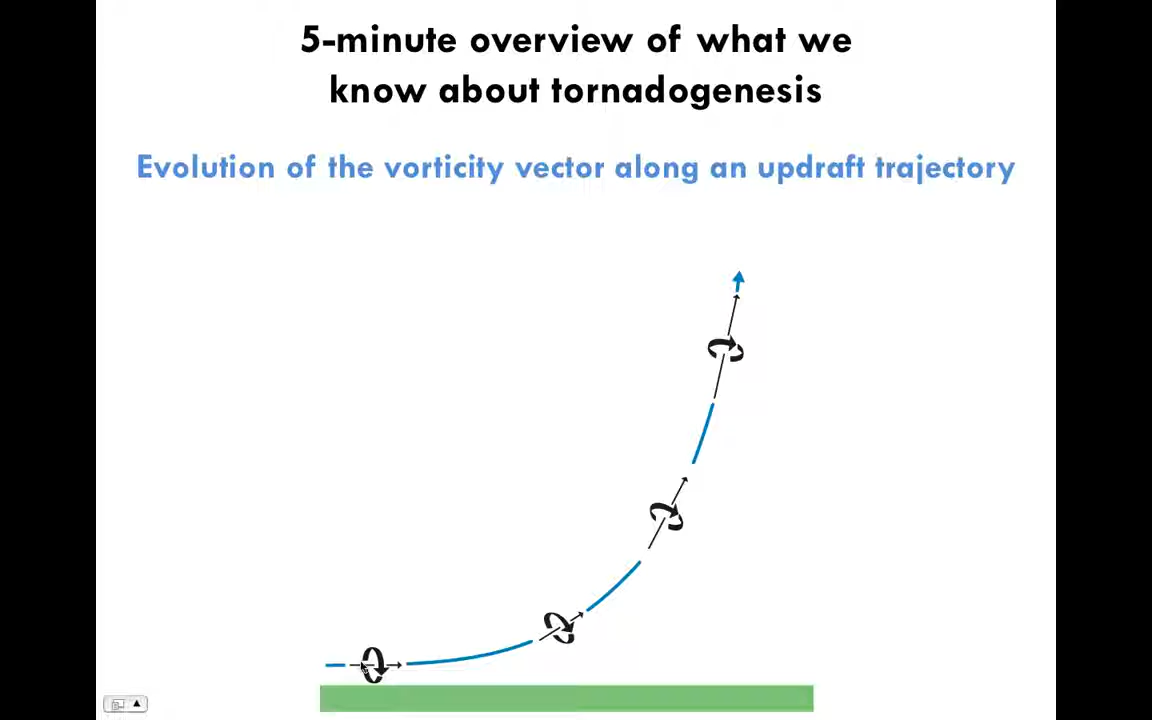 5-minute overview of what we
know about tornadogenesis
Evolution of the vorticity vector along an updraft trajectory